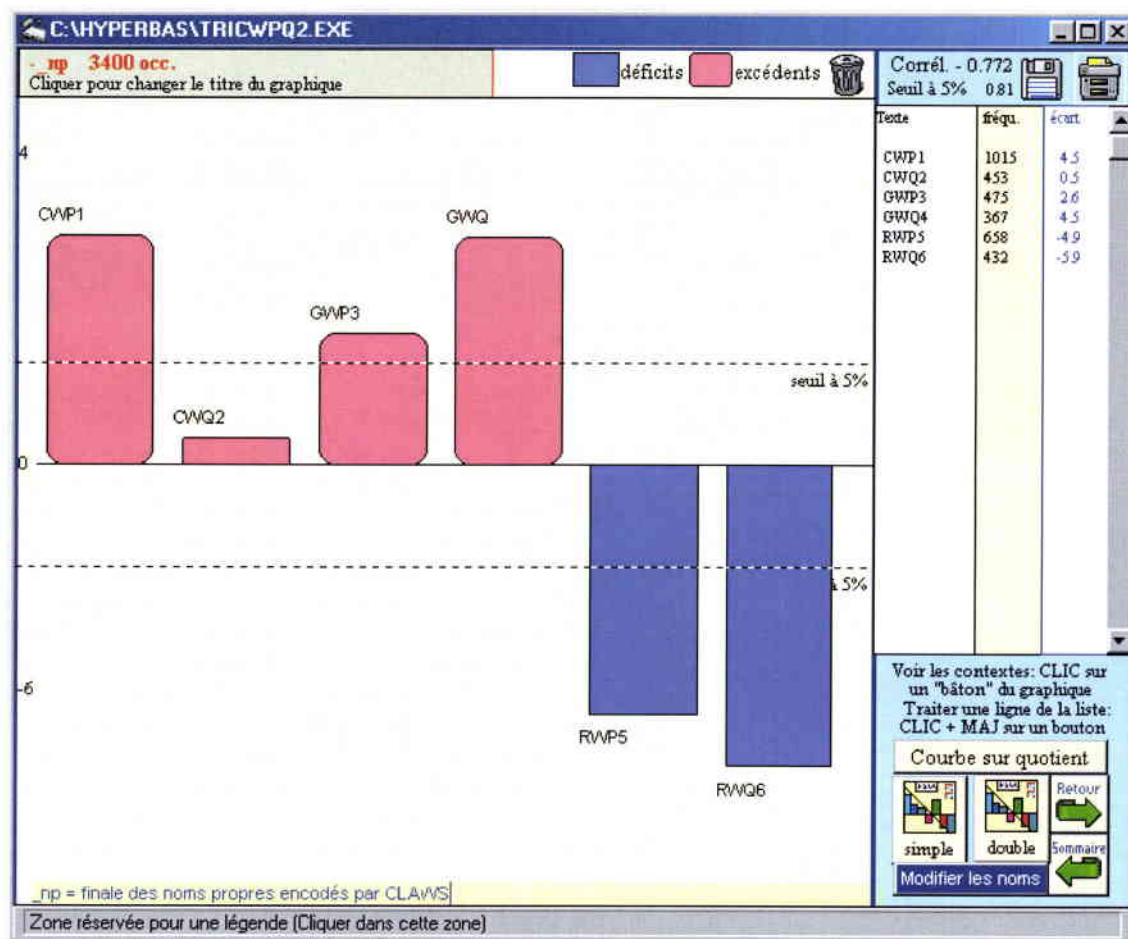 C:\HYPERBAS\TRICWPQ2.EXE
- _np 3400 occ.
Cliquer pour changer le titre du graphique
déficits excédents
Corrél. - 0.772
Seuil à 5% 0.81
Texte fréqu. écart
CWP1 1015 4.5
CWQ2 453 0.5
GWP3 475 2.6
GWQ4 367 4.5
RWP5 658 -4.9
RWQ6 432 -5.9
4
CWP1
GWQ
GWP3
seuil à 5%
CWQ2
0
à 5%
-6
RWP5
RWQ6
Voir les contextes: CLIC sur
un "bâton" du graphique
Traiter une ligne de la liste:
CLIC + MAJ sur un bouton
Courbe sur quotient
Retour
simple double Sommaire
Modifier les noms
_np = finale des noms propres encodés par CLAWS
Zone réservée pour une légende (Cliquer dans cette zone)